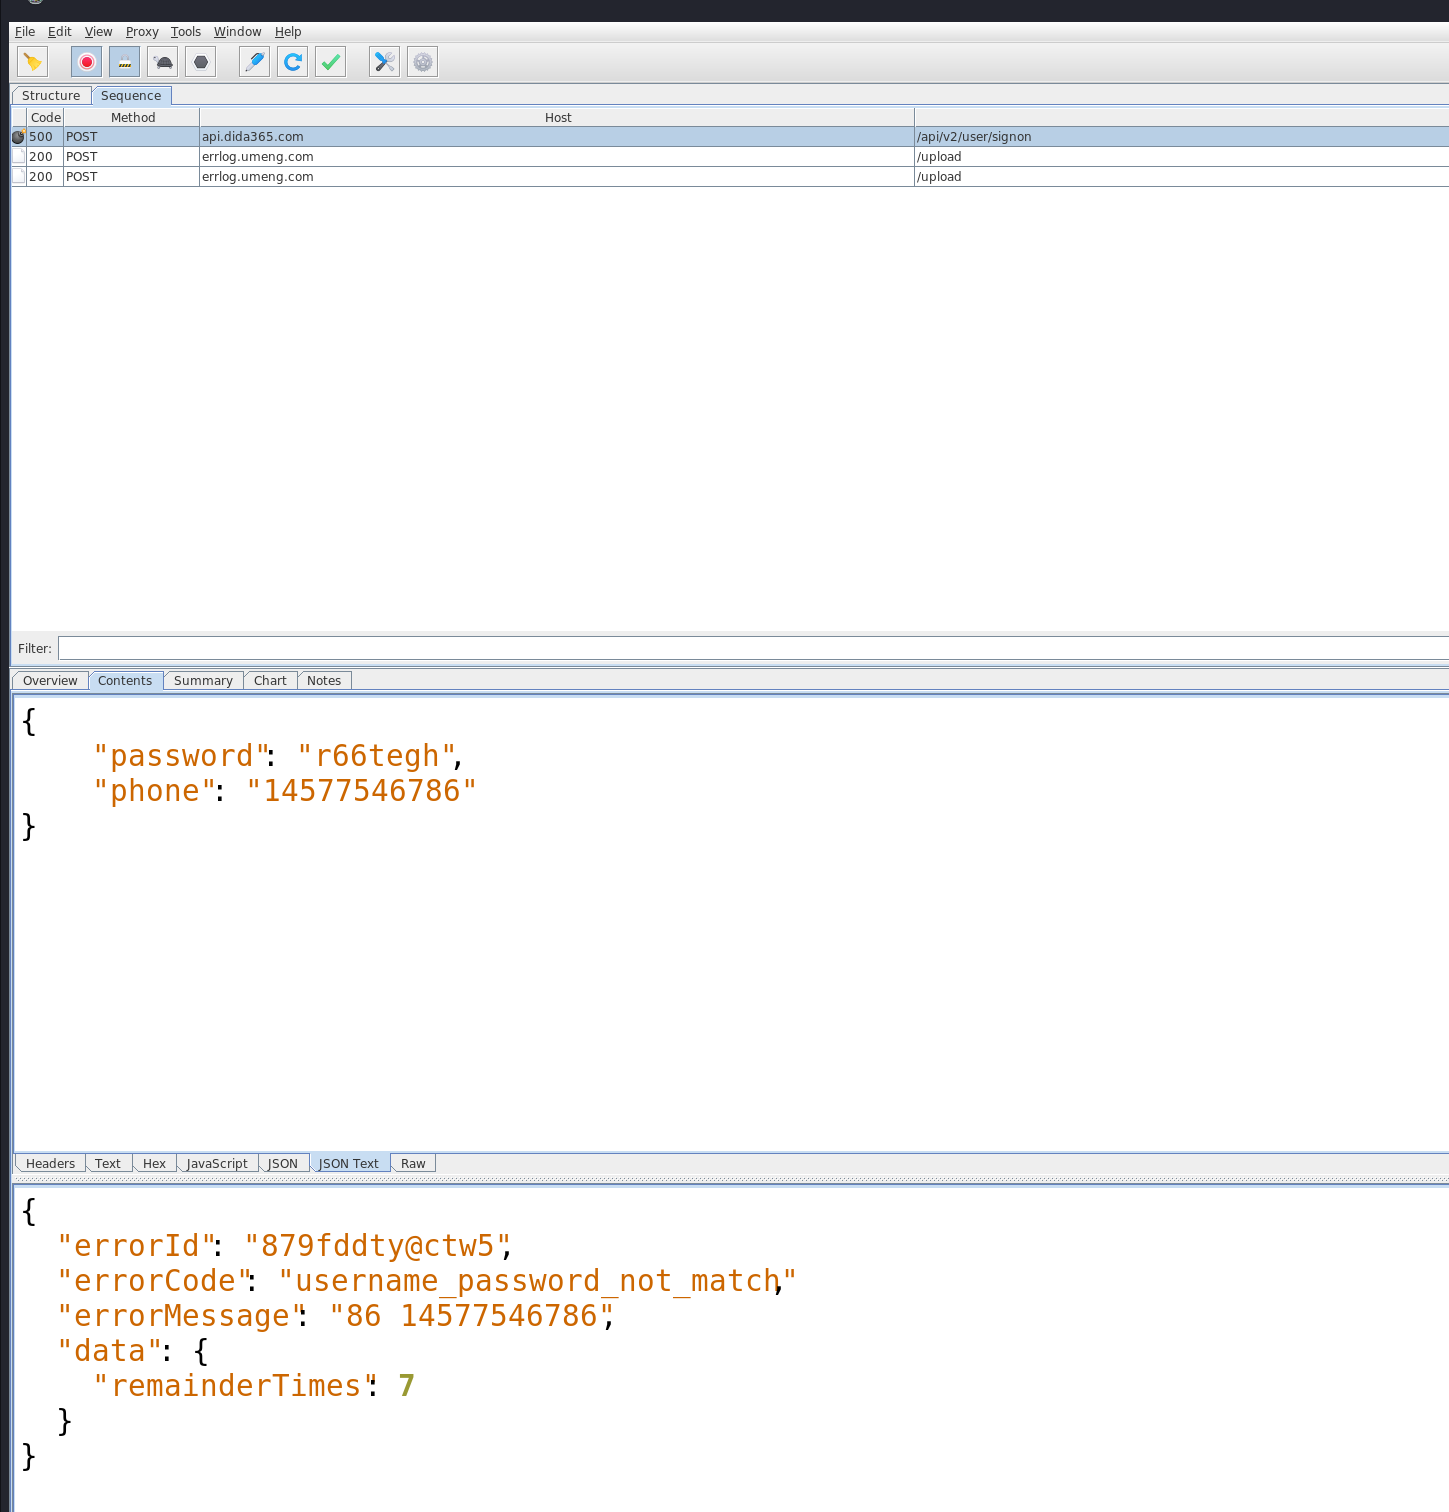 File Edit View Proxy Tools Window Help
Structure Sequence
Code Method Host
500 POST api.dida365.com /api/v2/user/signon
200 POST errlog.umeng.com /upload
200 POST errlog.umeng.com /upload
Filter:
Overview Contents Summary Chart Notes
{
"password": "r66tegh",
"phone": "14577546786"
}
Headers Text Hex JavaScript JSON JSON Text Raw
{
"errorId": "879fddty@ctw5",
"errorCode": "username_password_not_match",
"errorMessage": "86 14577546786",
"data": {
"remainderTimes": 7
}
}